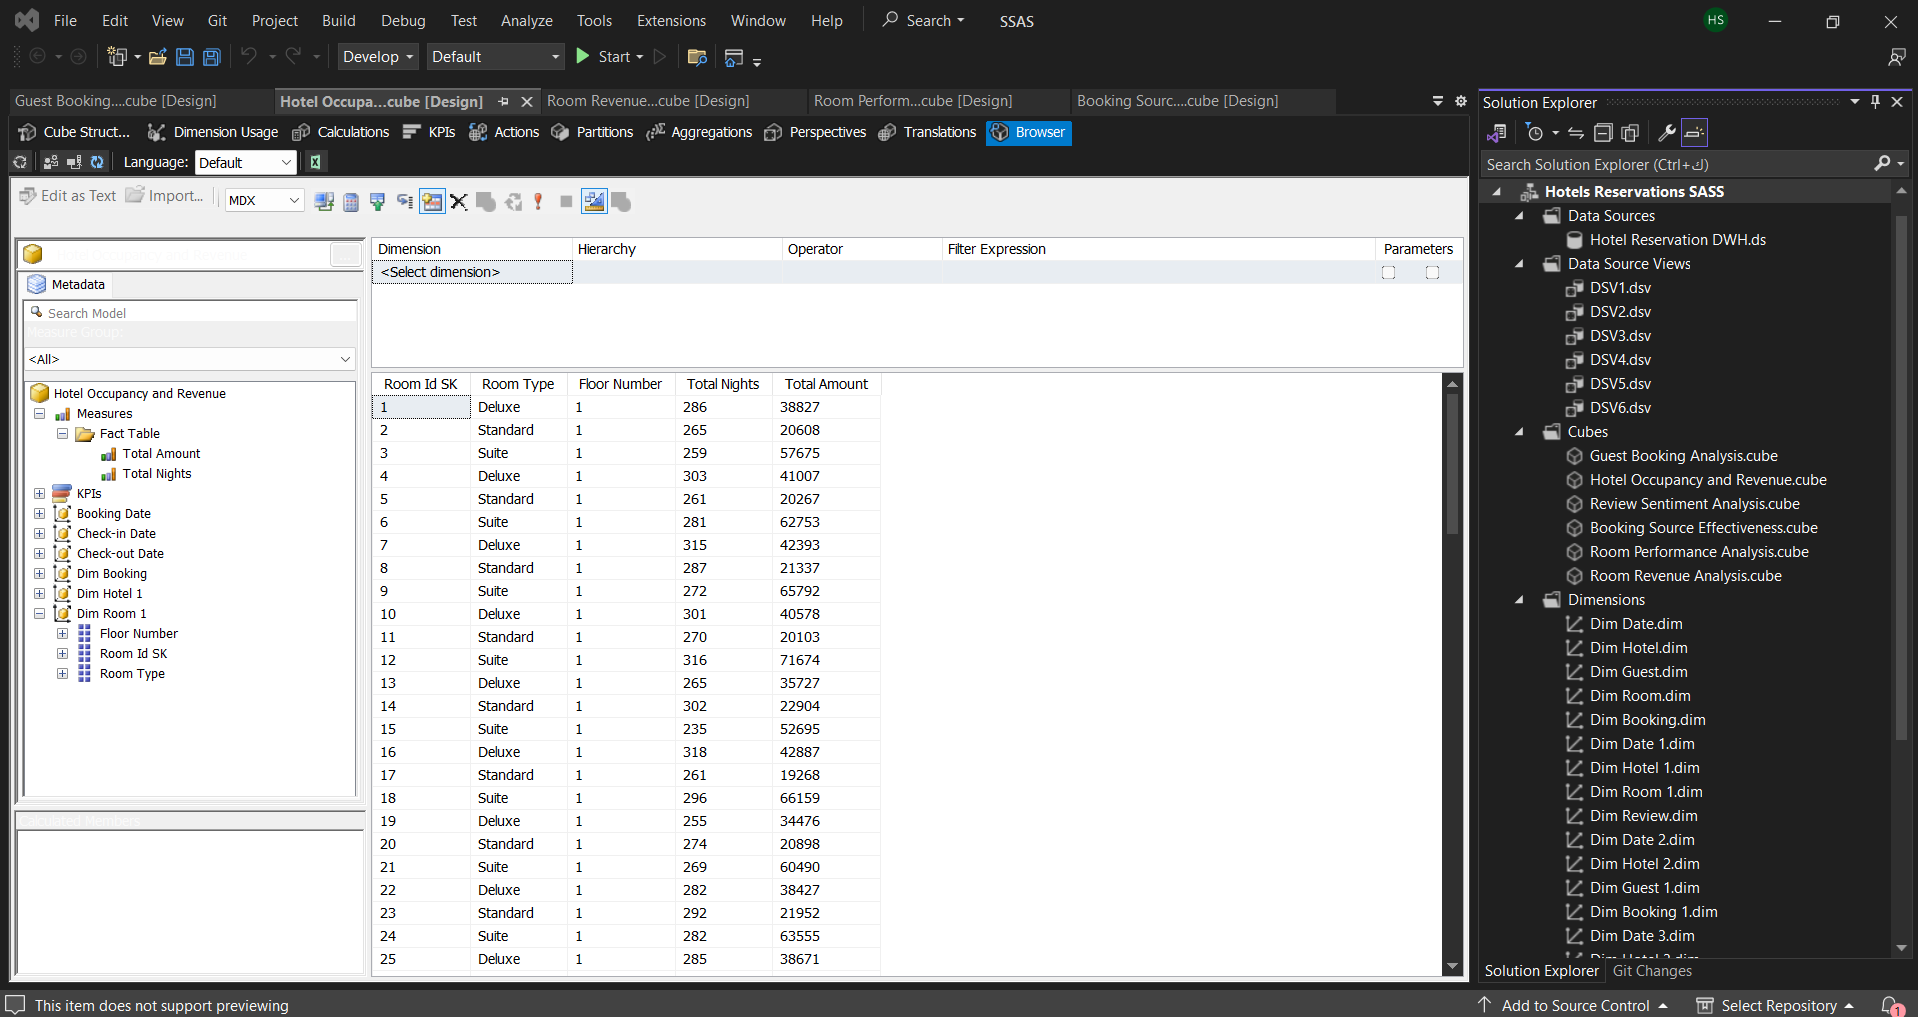 File Edit View Git Project Build Debug Test Analyze Tools Extensions Window Help Search SSAS HS
Develop Default Start
Guest Booking....cube [Design] Hotel Occupa...cube [Design] Room Revenue...cube [Design] Room Perform...cube [Design] Booking Sourc....cube [Design]
Cube Struct... Dimension Usage Calculations KPIs Actions Partitions Aggregations Perspectives Translations Browser
Language: Default
Edit as Text Import... MDX
Metadata
Search Model
Measure Group:
<All>
Hotel Occupancy and Revenue
Measures
Fact Table
Total Amount
Total Nights
KPIs
Booking Date
Check-in Date
Check-out Date
Dim Booking
Dim Hotel 1
Dim Room 1
Floor Number
Room Id SK
Room Type
Calculated Members
Dimension Hierarchy Operator Filter Expression Parameters
<Select dimension>
Room Id SK Room Type Floor Number Total Nights Total Amount
1 Deluxe 1 286 38827
2 Standard 1 265 20608
3 Suite 1 259 57675
4 Deluxe 1 303 41007
5 Standard 1 261 20267
6 Suite 1 281 62753
7 Deluxe 1 315 42393
8 Standard 1 287 21337
9 Suite 1 272 65792
10 Deluxe 1 301 40578
11 Standard 1 270 20103
12 Suite 1 316 71674
13 Deluxe 1 265 35727
14 Standard 1 302 22904
15 Suite 1 235 52695
16 Deluxe 1 318 42887
17 Standard 1 261 19268
18 Suite 1 296 66159
19 Deluxe 1 255 34476
20 Standard 1 274 20898
21 Suite 1 269 60490
22 Deluxe 1 282 38427
23 Standard 1 292 21952
24 Suite 1 282 63555
25 Deluxe 1 285 38671
Solution Explorer
Search Solution Explorer (Ctrl+ك)
Hotels Reservations SASS
Data Sources
Hotel Reservation DWH.ds
Data Source Views
DSV1.dsv
DSV2.dsv
DSV3.dsv
DSV4.dsv
DSV5.dsv
DSV6.dsv
Cubes
Guest Booking Analysis.cube
Hotel Occupancy and Revenue.cube
Review Sentiment Analysis.cube
Booking Source Effectiveness.cube
Room Performance Analysis.cube
Room Revenue Analysis.cube
Dimensions
Dim Date.dim
Dim Hotel.dim
Dim Guest.dim
Dim Room.dim
Dim Booking.dim
Dim Date 1.dim
Dim Hotel 1.dim
Dim Room 1.dim
Dim Review.dim
Dim Date 2.dim
Dim Hotel 2.dim
Dim Guest 1.dim
Dim Booking 1.dim
Dim Date 3.dim
Solution Explorer Git Changes
This item does not support previewing Add to Source Control Select Repository 1